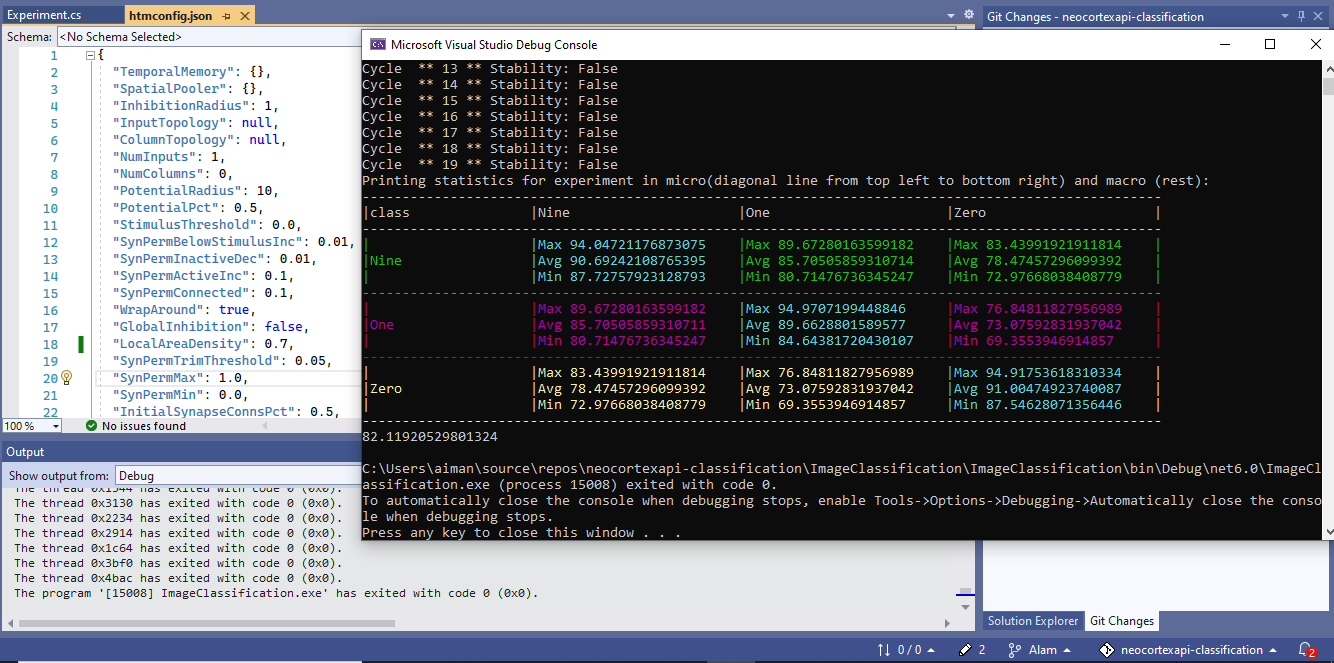 Experiment.cs
htmconfig.json
Git Changes - neocortexapi-classification
Schema: <No Schema Selected>
Microsoft Visual Studio Debug Console
1 {
2 "TemporalMemory": {},
3 "SpatialPooler": {},
4 "InhibitionRadius": 1,
5 "InputTopology": null,
6 "ColumnTopology": null,
7 "NumInputs": 1,
8 "NumColumns": 0,
9 "PotentialRadius": 10,
10 "PotentialPct": 0.5,
11 "StimulusThreshold": 0.0,
12 "SynPermBelowStimulusInc": 0.01,
13 "SynPermInactiveDec": 0.01,
14 "SynPermActiveInc": 0.1,
15 "SynPermConnected": 0.1,
16 "WrapAround": true,
17 "GlobalInhibition": false,
18 "LocalAreaDensity": 0.7,
19 "SynPermTrimThreshold": 0.05,
20 "SynPermMax": 1.0,
21 "SynPermMin": 0.0,
22 "InitialSynapseConnsPct": 0.5,
100 %
No issues found
Cycle ** 13 ** Stability: False
Cycle ** 14 ** Stability: False
Cycle ** 15 ** Stability: False
Cycle ** 16 ** Stability: False
Cycle ** 17 ** Stability: False
Cycle ** 18 ** Stability: False
Cycle ** 19 ** Stability: False
Printing statistics for experiment in micro(diagonal line from top left to bottom right) and macro (rest):
|class |Nine |One |Zero |
| |Max 94.04721176873075 |Max 89.67280163599182 |Max 83.43991921911814 |
|Nine |Avg 90.69242108765395 |Avg 85.70505859310714 |Avg 78.47457296099392 |
| |Min 87.72757923128793 |Min 80.71476736345247 |Min 72.97668038408779 |
| |Max 89.67280163599182 |Max 94.9707199448846 |Max 76.84811827956989 |
|One |Avg 85.70505859310711 |Avg 89.6628801589577 |Avg 73.07592831937042 |
| |Min 80.71476736345247 |Min 84.64381720430107 |Min 69.3553946914857 |
| |Max 83.43991921911814 |Max 76.84811827956989 |Max 94.91753618310334 |
|Zero |Avg 78.47457296099392 |Avg 73.07592831937042 |Avg 91.00474923740087 |
| |Min 72.97668038408779 |Min 69.3553946914857 |Min 87.54628071356446 |
82.11920529801324
C:\Users\aiman\source\repos\neocortexapi-classification\ImageClassification\ImageClassification\bin\Debug\net6.0\ImageCl
assification.exe (process 15008) exited with code 0.
To automatically close the console when debugging stops, enable Tools->Options->Debugging->Automatically close the conso
le when debugging stops.
Press any key to close this window . . .
Output
Show output from: Debug
The thread 0x1544 has exited with code 0 (0x0).
The thread 0x3130 has exited with code 0 (0x0).
The thread 0x2234 has exited with code 0 (0x0).
The thread 0x2914 has exited with code 0 (0x0).
The thread 0x1c64 has exited with code 0 (0x0).
The thread 0x3bf0 has exited with code 0 (0x0).
The thread 0x4bac has exited with code 0 (0x0).
The program '[15008] ImageClassification.exe' has exited with code 0 (0x0).
Solution Explorer
Git Changes
0 / 0
2
Alam
neocortexapi-classification
2